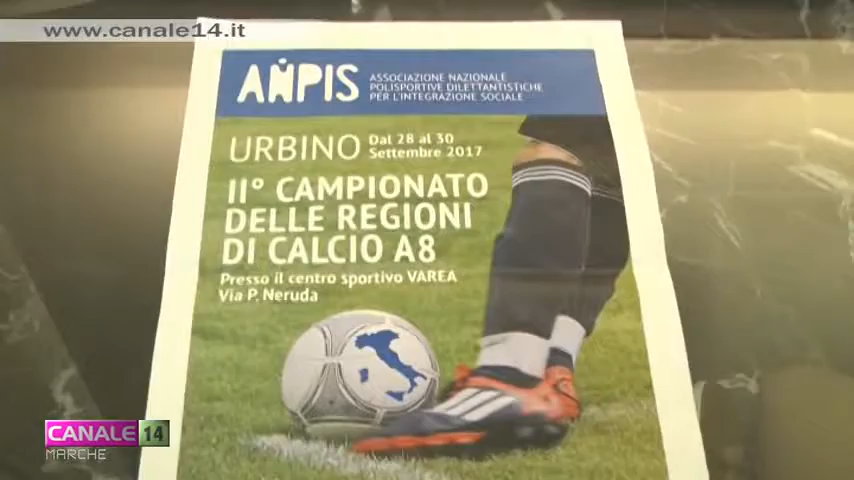 www.canale14.it
ANPIS
ASSOCIAZIONE NAZIONALE
POLISPORTIVE DILETTANTISTICHE
PER L'INTEGRAZIONE SOCIALE
URBINO Dal 28 al 30
Settembre 2017
II° CAMPIONATO
DELLE REGIONI
DI CALCIO A8
Presso il centro sportivo VAREA
Via P. Neruda
CANALE 14
MARCHE